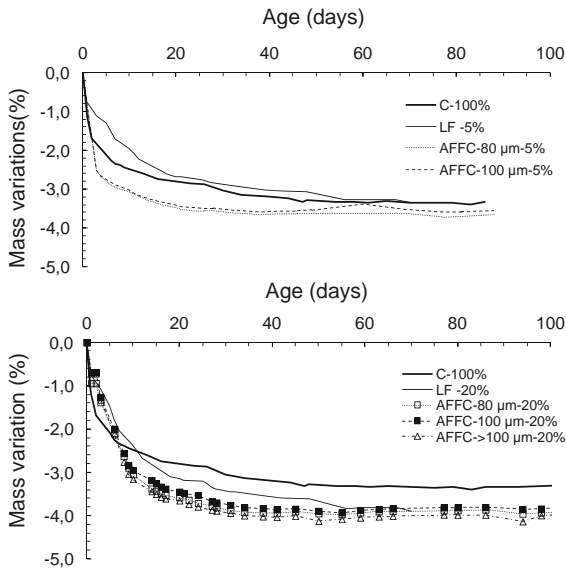 Age (days)
0 20 40 60 80 100
0,0
-1,0
-2,0
-3,0
-4,0
-5,0
Mass variations(%)
C-100%
LF -5%
AFFC-80 µm-5%
AFFC-100 µm-5%
Age (days)
0 20 40 60 80 100
0,0
-1,0
-2,0
-3,0
-4,0
-5,0
Mass variation (%)
C-100%
LF -20%
AFFC-80 µm-20%
AFFC-100 µm-20%
AFFC->100 µm-20%